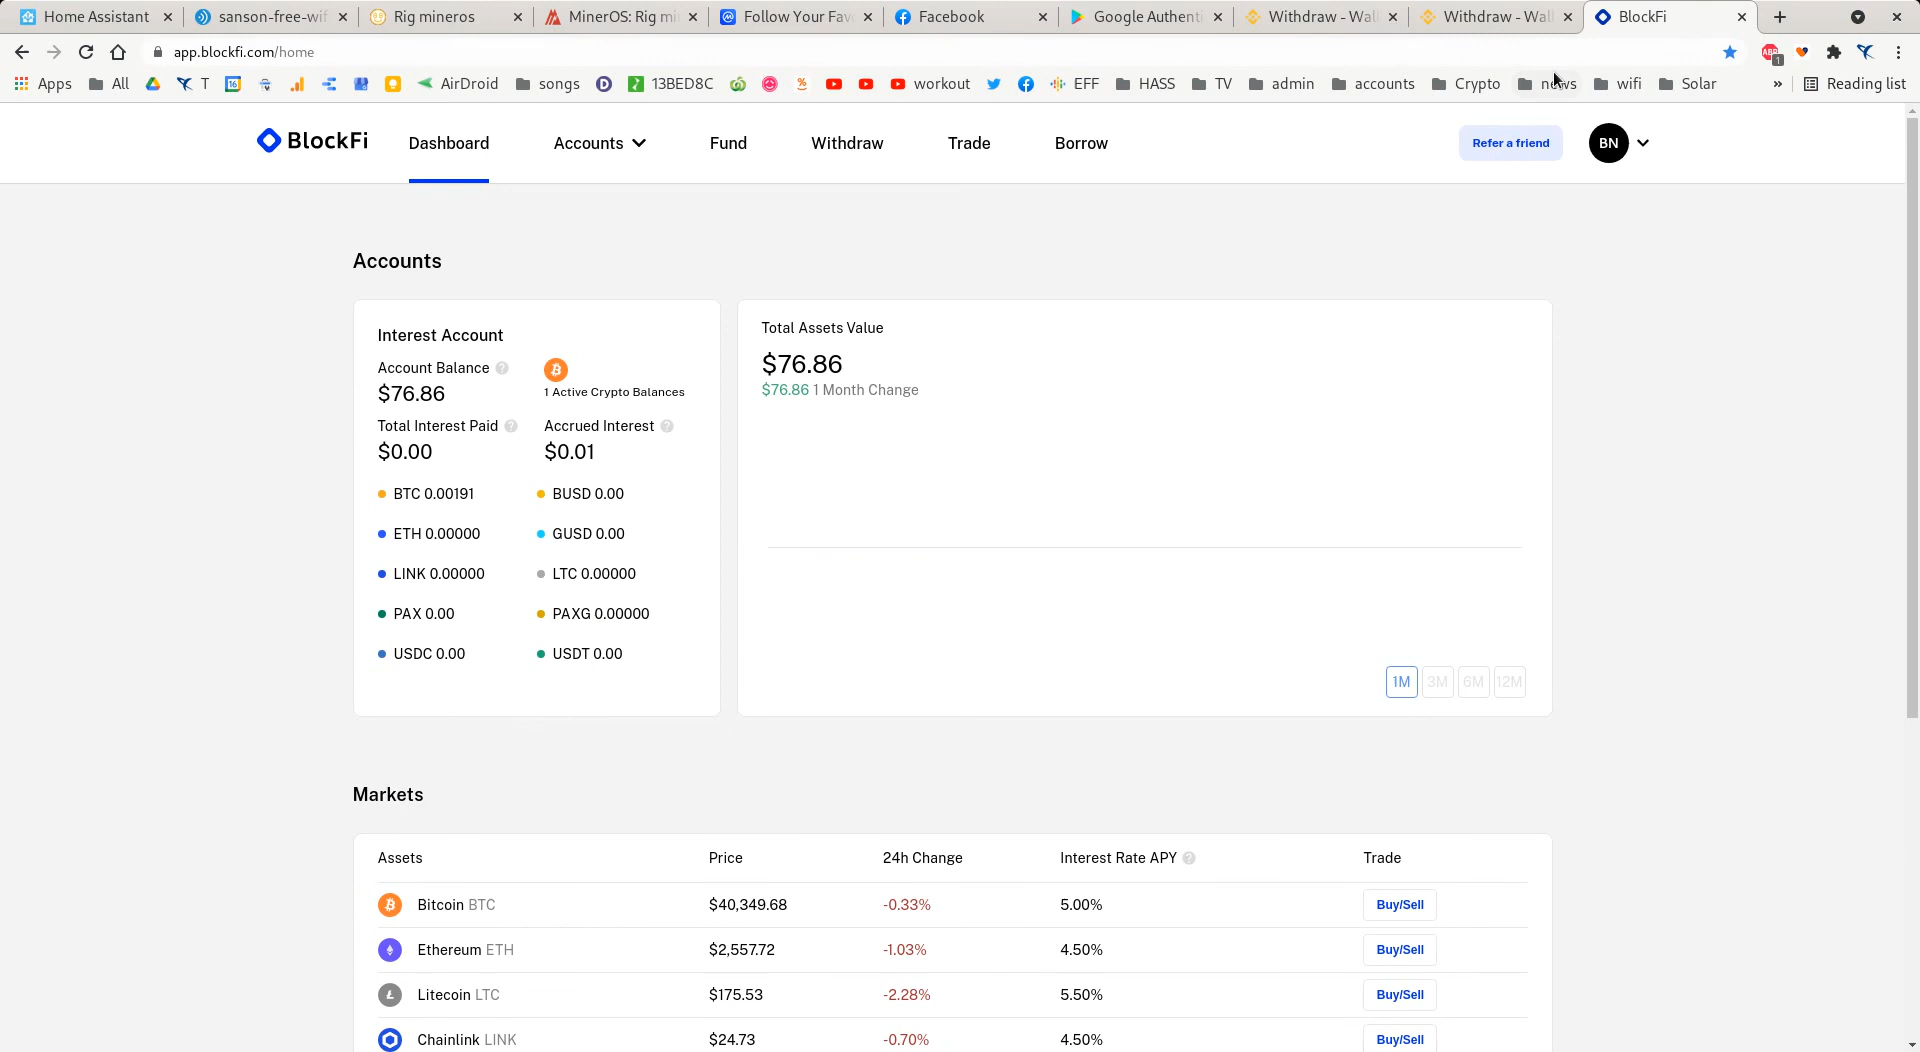 Home Assistant sanson-free-wif Rig mineros MinerOS: Rig mi Follow Your Fav Facebook Google Authenti Withdraw - Wall Withdraw - Wall BlockFi
app.blockfi.com/home ABP 1
Apps All T 16 AirDroid songs D 13BED8C % workout EFF HASS TV admin accounts Crypto news wifi Solar » Reading list
BlockFi Dashboard Accounts Fund Withdraw Trade Borrow Refer a friend BN
Accounts
Interest Account
Account Balance ?
$76.86
1 Active Crypto Balances
Total Interest Paid ? Accrued Interest ?
$0.00 $0.01
BTC 0.00191 BUSD 0.00
ETH 0.00000 GUSD 0.00
LINK 0.00000 LTC 0.00000
PAX 0.00 PAXG 0.00000
USDC 0.00 USDT 0.00
Total Assets Value
$76.86
$76.86 1 Month Change
1M 3M 6M 12M
Markets
Assets Price 24h Change Interest Rate APY ? Trade
Bitcoin BTC $40,349.68 -0.33% 5.00% Buy/Sell
Ethereum ETH $2,557.72 -1.03% 4.50% Buy/Sell
Litecoin LTC $175.53 -2.28% 5.50% Buy/Sell
Chainlink LINK $24.73 -0.70% 4.50% Buy/Sell